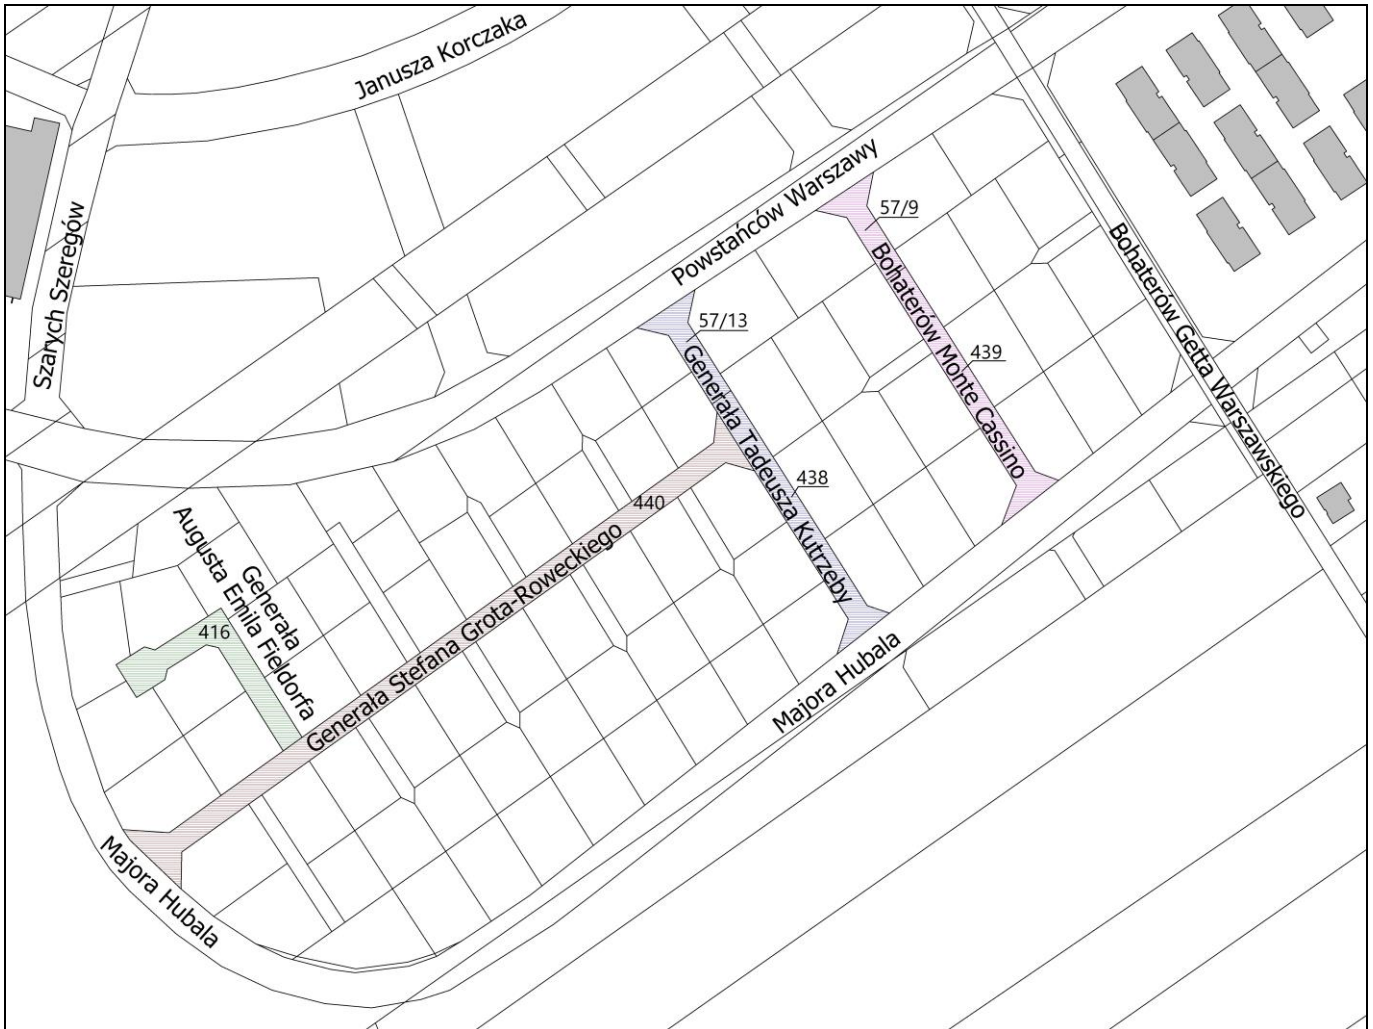 Janusza Korczaka
Szarych Szeregów
Powstańców Warszawy
57/9
Bohaterów Monte Cassino
439
Bohaterów Getta Warszawskiego
57/13
Generała Tadeusza Kutrzeby
438
440
Generała Stefana Grota-Roweckiego
Generała
Augusta Emila Fieldorfa
416
Majora Hubala
Majora Hubala